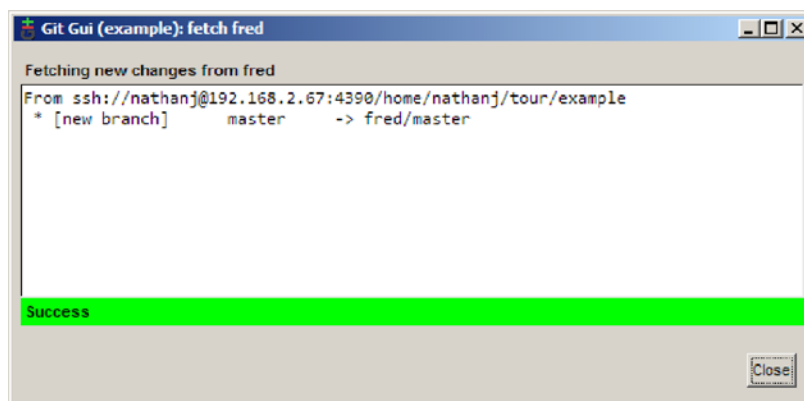 Git Gui (example): fetch fred
Fetching new changes from fred
From ssh://nathanj@192.168.2.67:4390/home/nathanj/tour/example
 * [new branch]      master     -> fred/master
Success
Close